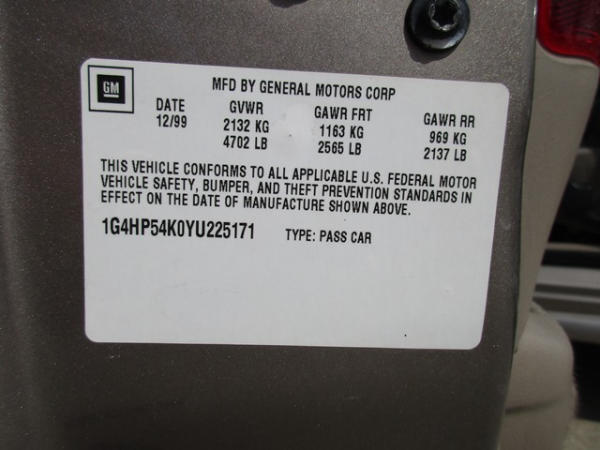 GM
MFD BY GENERAL MOTORS CORP
DATE GVWR GAWR FRT GAWR RR
12/99 2132 KG 1163 KG 969 KG
4702 LB 2565 LB 2137 LB
THIS VEHICLE CONFORMS TO ALL APPLICABLE U.S. FEDERAL MOTOR
VEHICLE SAFETY, BUMPER, AND THEFT PREVENTION STANDARDS IN
EFFECT ON THE DATE OF MANUFACTURE SHOWN ABOVE.
1G4HP54K0YU225171 TYPE: PASS CAR